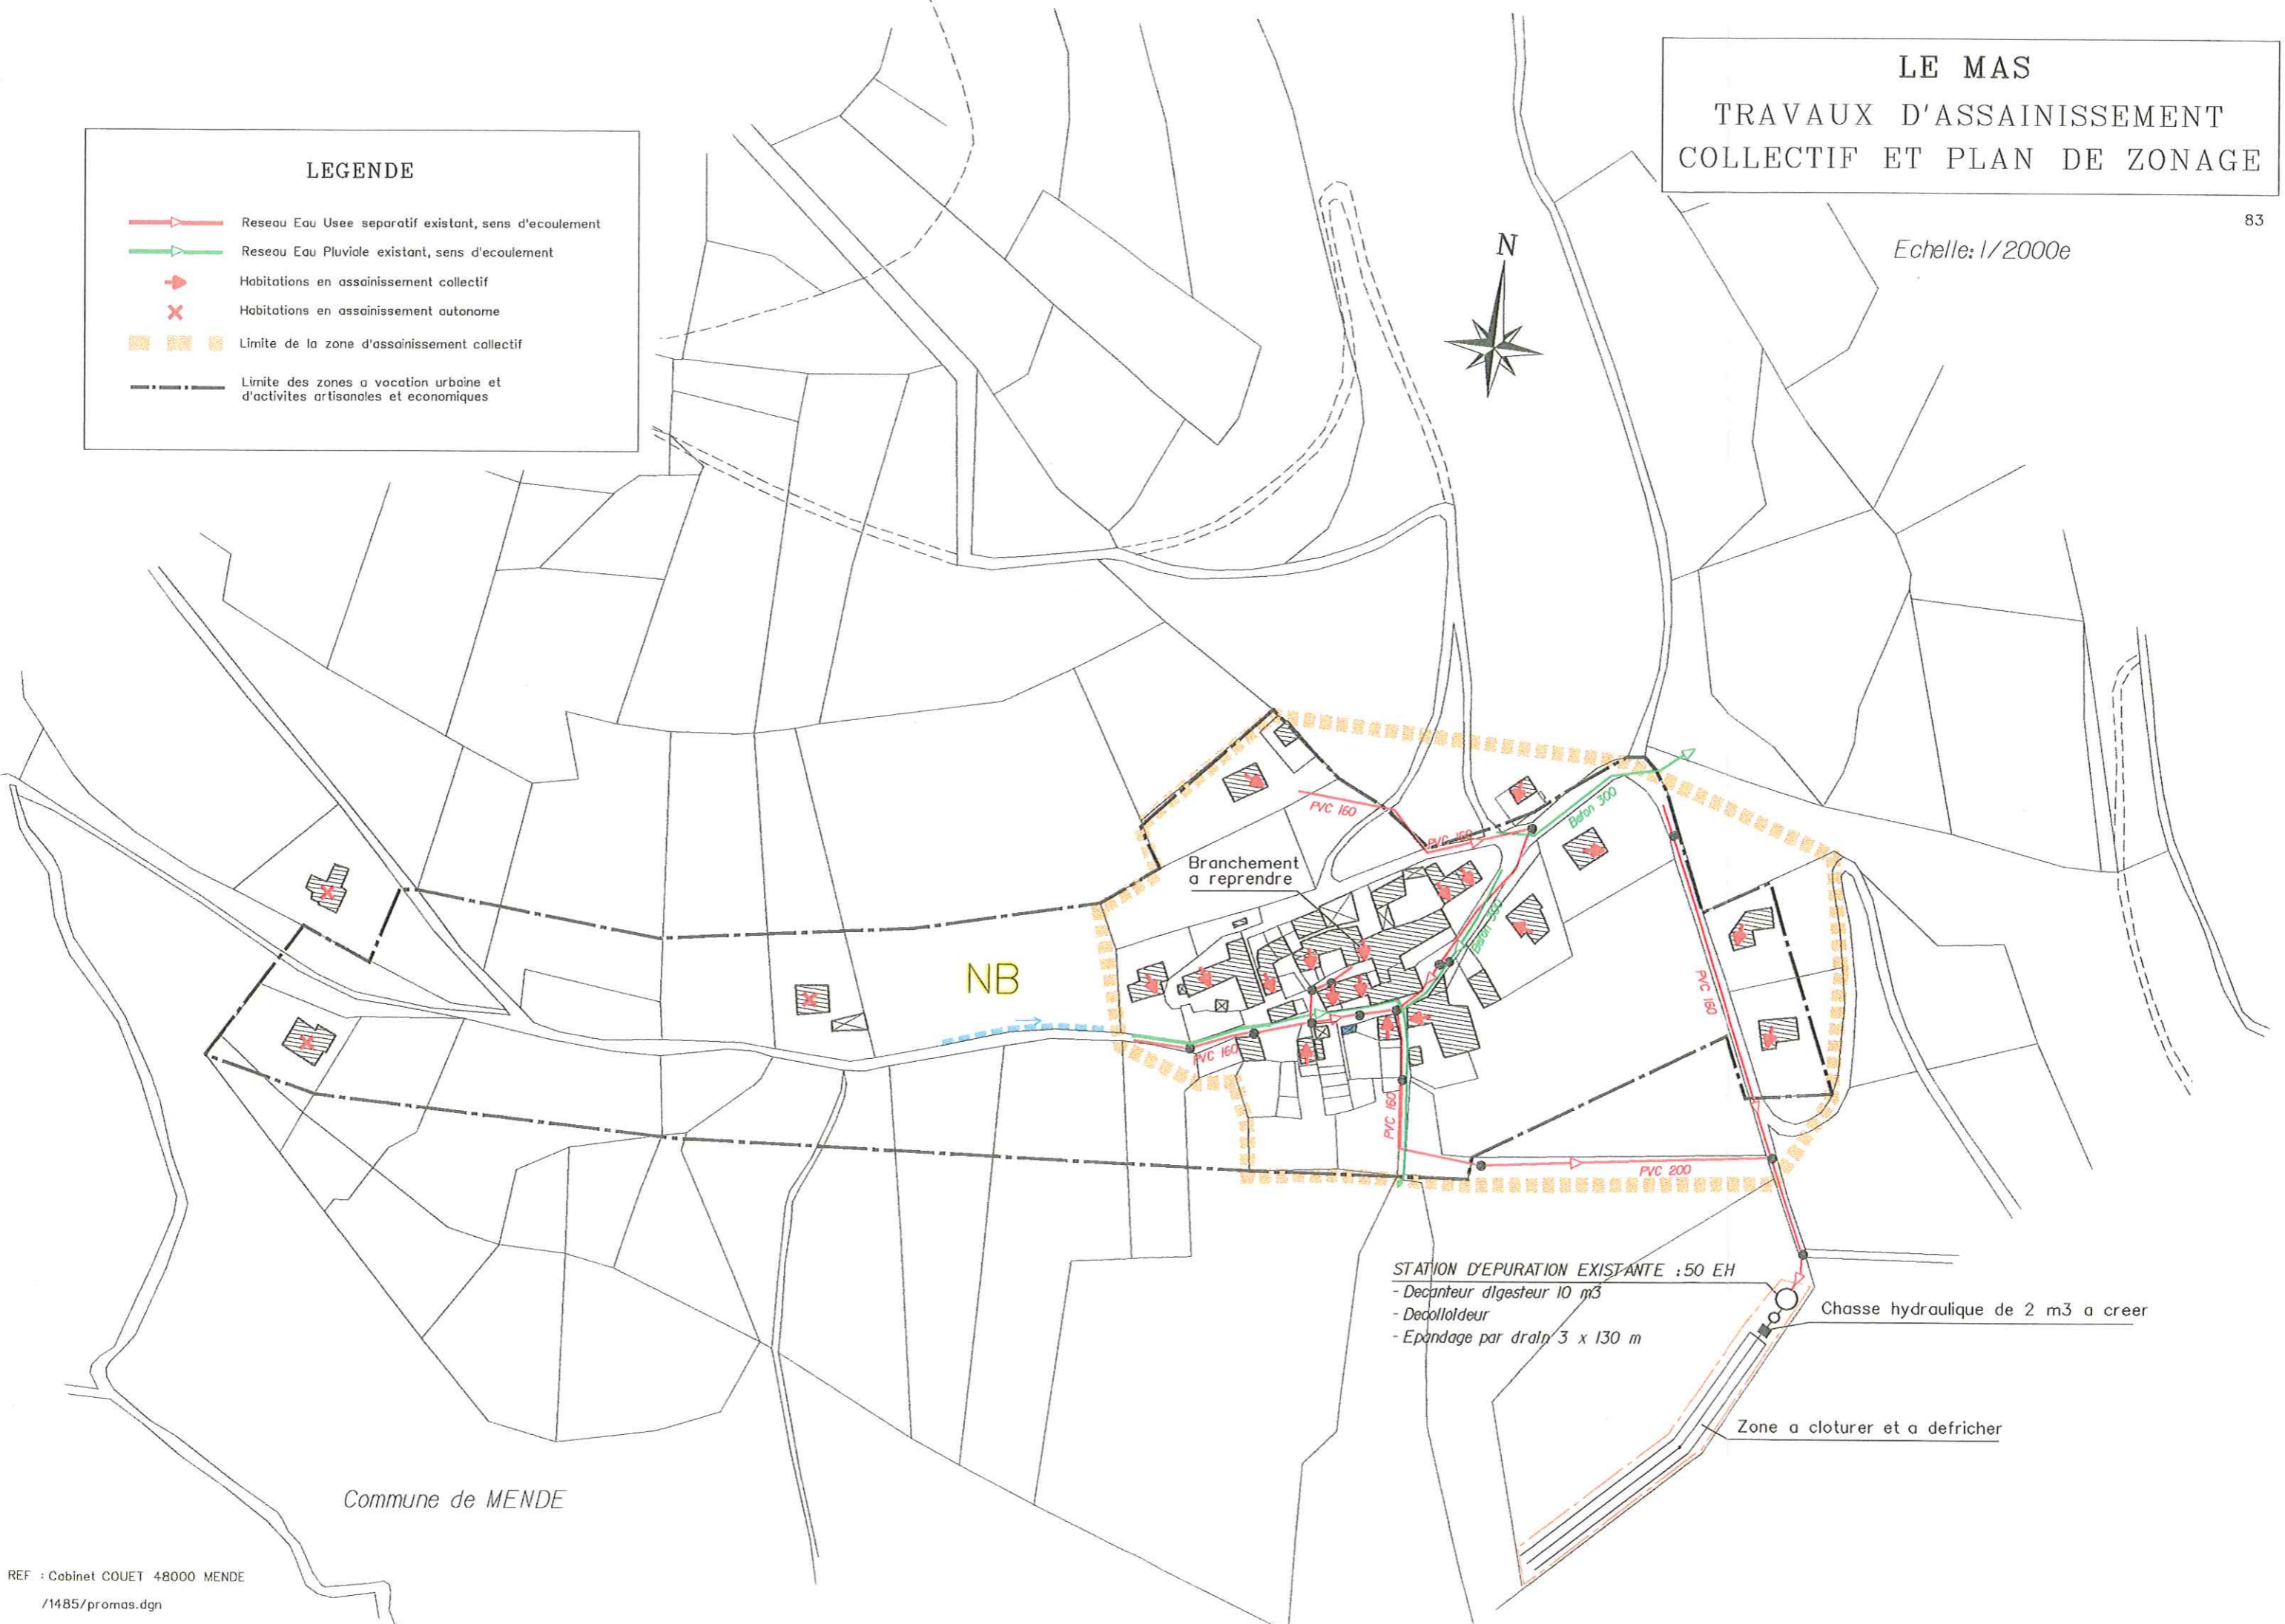 LE MAS
TRAVAUX D'ASSAINISSEMENT
COLLECTIF ET PLAN DE ZONAGE
83
Echelle: 1/2000e
LEGENDE
Reseau Eau Usee separatif existant, sens d'ecoulement
Reseau Eau Pluviale existant, sens d'ecoulement
Habitations en assainissement collectif
Habitations en assainissement autonome
Limite de la zone d'assainissement collectif
Limite des zones a vocation urbaine et
d'activites artisanales et economiques
N
PVC 160
PVC 160
Beton 300
Branchement
a reprendre
Beton 300
NB
PVC 160
PVC 160
PVC 160
PVC 200
STATION D'EPURATION EXISTANTE : 50 EH
- Decanteur digesteur 10 m3
- Decolloideur
- Epandage par drain 3 x 130 m
Chasse hydraulique de 2 m3 a creer
Zone a cloturer et a defricher
Commune de MENDE
REF : Cabinet COUET 48000 MENDE
/1485/promas.dgn